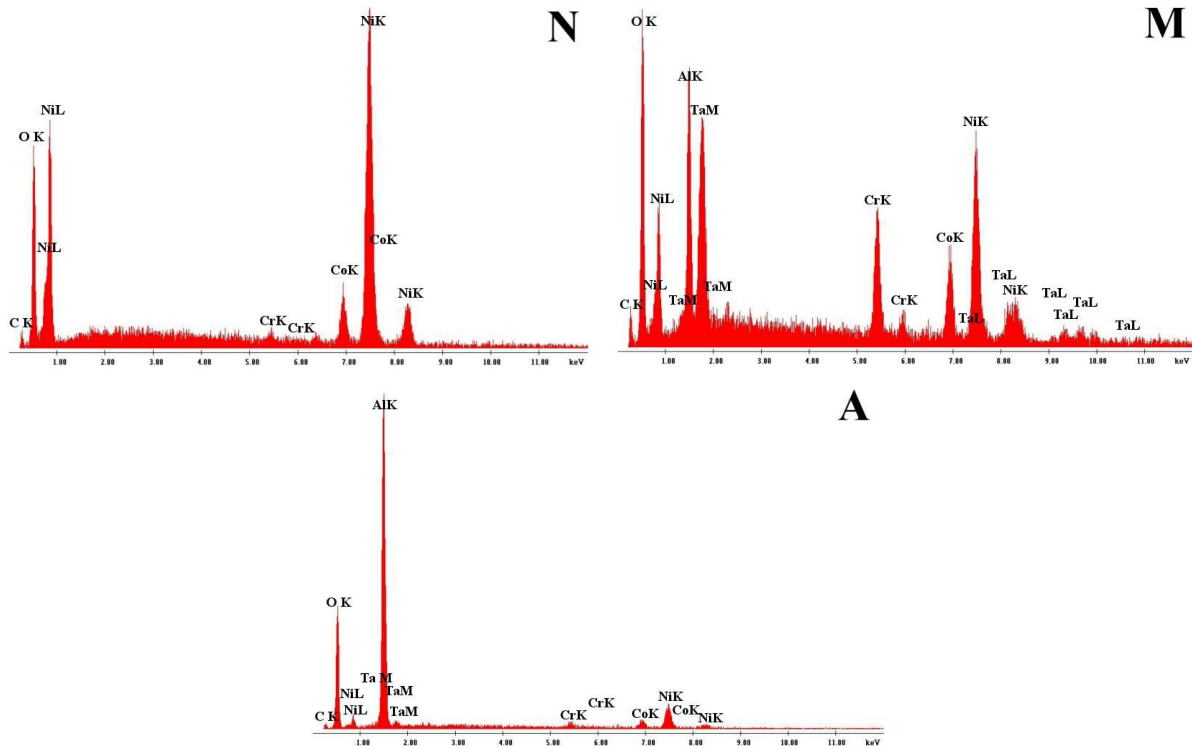 N
NiK
NiL
O K
NiL
CoK
CoK
NiK
C K
CrK
CrK
1.00 2.00 3.00 4.00 5.00 6.00 7.00 8.00 9.00 10.00 11.00 keV
M
O K
AlK
TaM
NiK
NiL
CrK
CoK
TaL
NiL
TaM
TaM
NiK
TaL
TaL
C K
CrK
TaL
TaL
TaL
1.00 2.00 3.00 4.00 5.00 6.00 7.00 8.00 9.00 10.00 11.00 keV
A
AlK
O K
Ta M
TaM
NiL
NiK
CrK
C K
NiL
TaM
CrK
CoK
CoK
NiK
1.00 2.00 3.00 4.00 5.00 6.00 7.00 8.00 9.00 10.00 11.00 keV